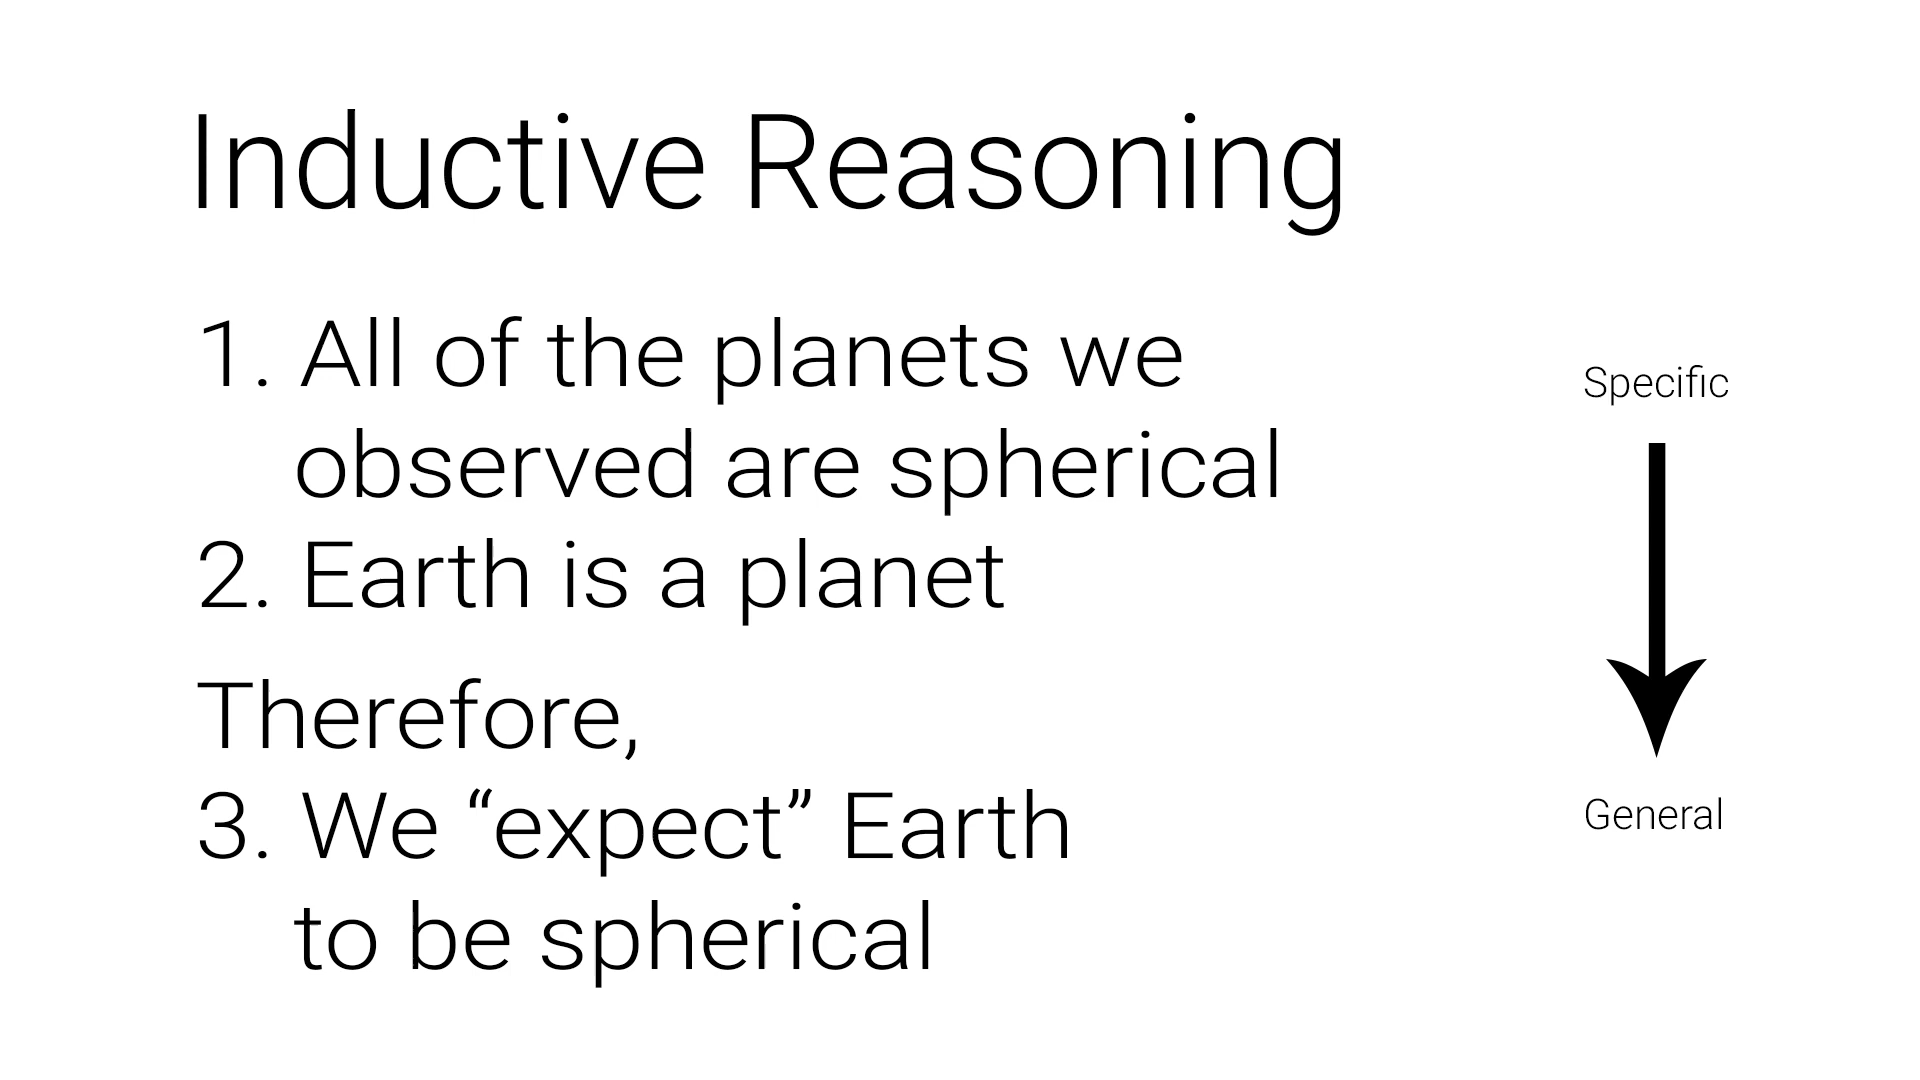 Inductive Reasoning
1. All of the planets we
observed are spherical
2. Earth is a planet
Therefore,
3. We “expect” Earth
to be spherical
Specific
General